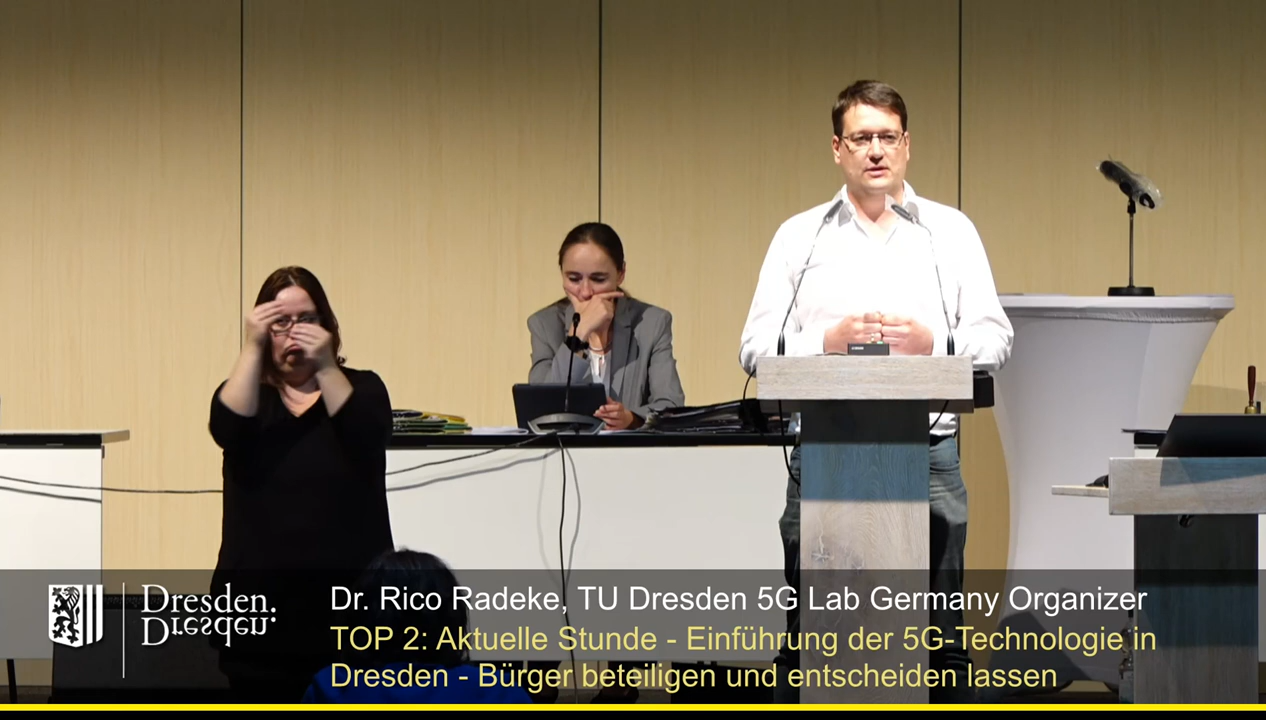 Dresden.
Dresden.
Dr. Rico Radeke, TU Dresden 5G Lab Germany Organizer
TOP 2: Aktuelle Stunde - Einführung der 5G-Technologie in
Dresden - Bürger beteiligen und entscheiden lassen